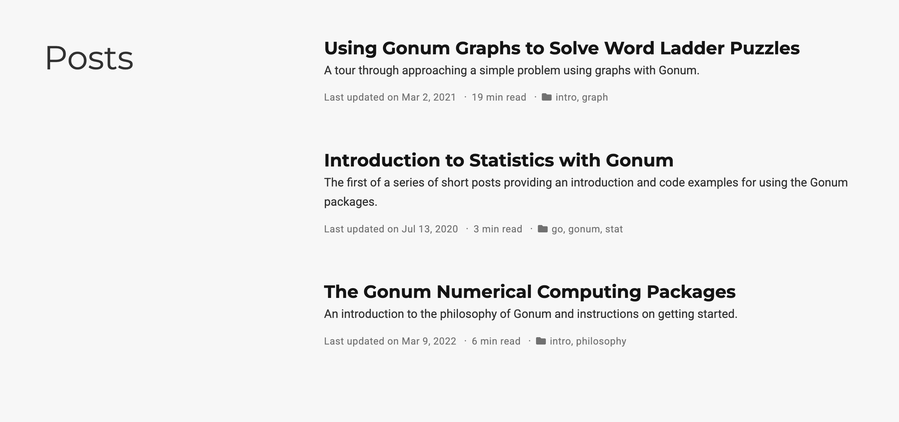 Posts
Using Gonum Graphs to Solve Word Ladder Puzzles
A tour through approaching a simple problem using graphs with Gonum.
Last updated on Mar 2, 2021 · 19 min read · intro, graph
Introduction to Statistics with Gonum
The first of a series of short posts providing an introduction and code examples for using the Gonum
packages.
Last updated on Jul 13, 2020 · 3 min read · go, gonum, stat
The Gonum Numerical Computing Packages
An introduction to the philosophy of Gonum and instructions on getting started.
Last updated on Mar 9, 2022 · 6 min read · intro, philosophy